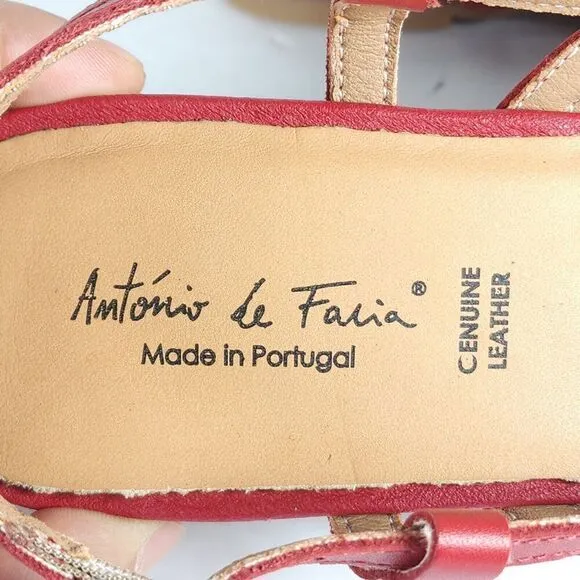 António de Faria®
Made in Portugal
GENUINE
LEATHER